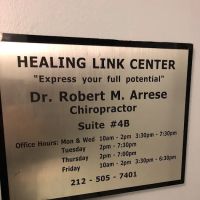 HEALING LINK CENTER
"Express your full potential"
Dr. Robert M. Arrese
Chiropractor
Suite #4B
Office Hours: Mon & Wed 10am - 2pm 3:30pm - 7:30pm
Tuesday 2pm - 7:30pm
Thursday 2pm - 7:00pm
Friday 10am - 2pm 3:30pm - 6:30pm
212 - 505 - 7401